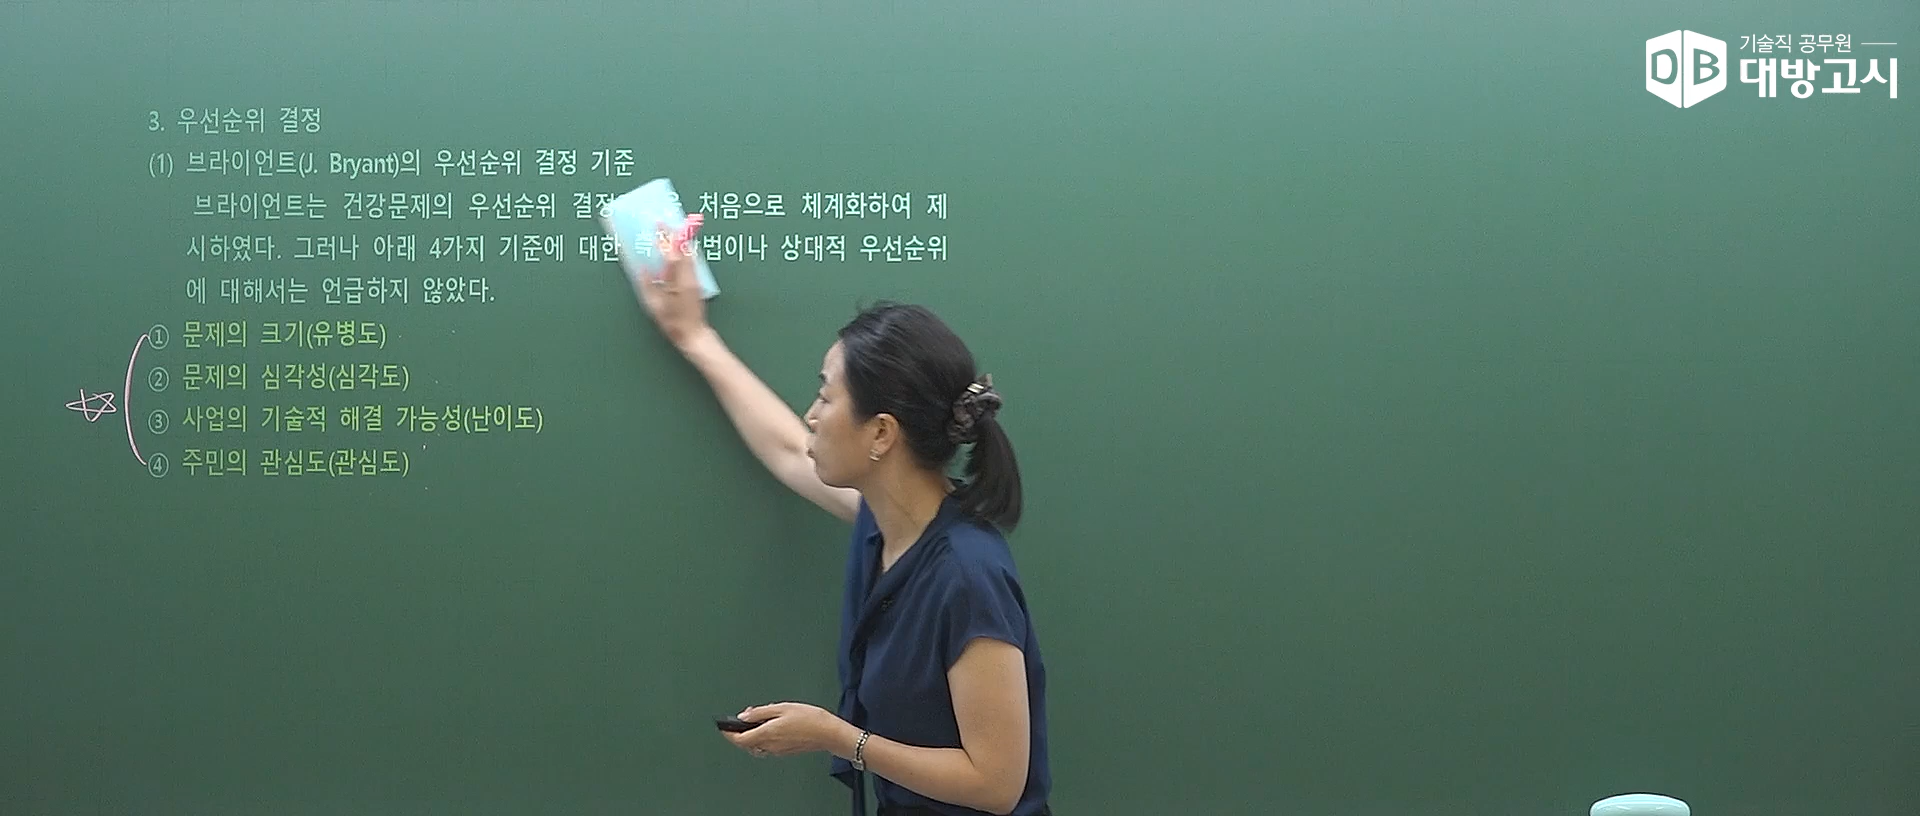 기술직 공무원
DB 대방고시
3. 우선순위 결정
(1) 브라이언트(J. Bryant)의 우선순위 결정 기준
브라이언트는 건강문제의 우선순위 처음으로 체계화하여 제
시하였다. 그러나 아래 4가지 기준에 대한 상대적 우선순위
에 대해서는 언급하지 않았다.
① 문제의 크기(유병도)
② 문제의 심각성(심각도)
③ 사업의 기술적 해결 가능성(난이도)
④ 주민의 관심도(관심도)